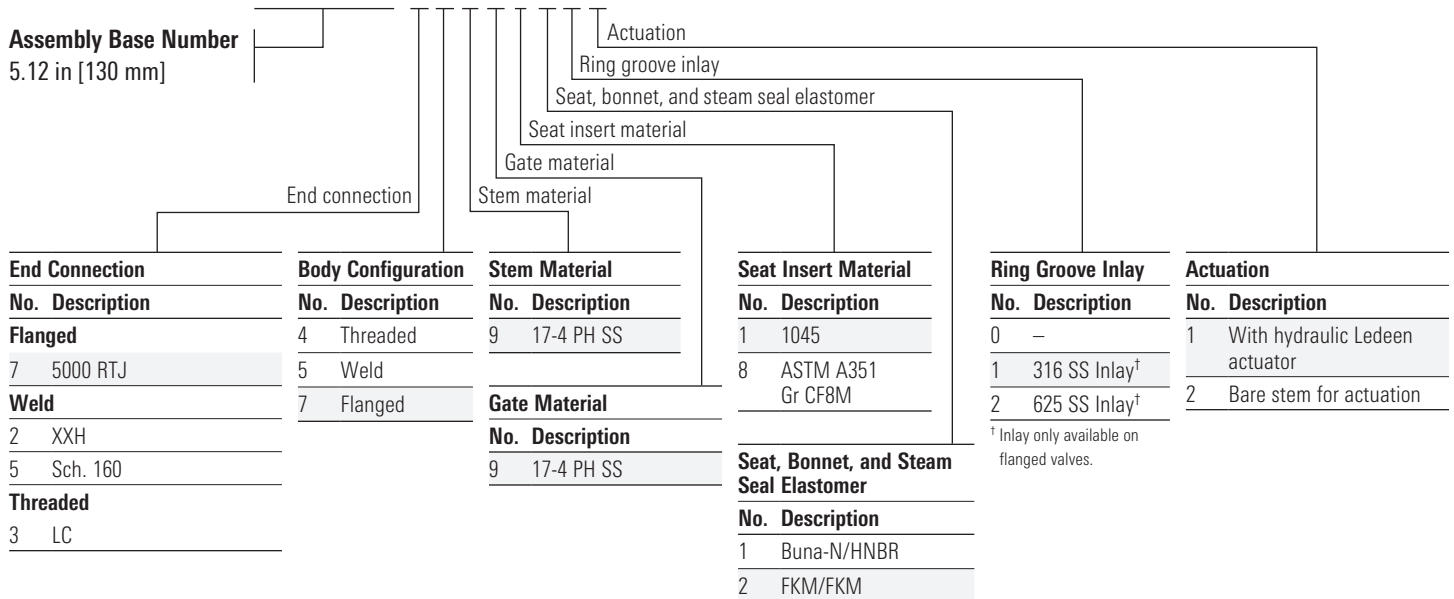 Assembly Base Number
5.12 in [130 mm]
Actuation
Ring groove inlay
Seat, bonnet, and steam seal elastomer
Seat insert material
Gate material
End connection
Stem material
End Connection
No. Description
Flanged
7 5000 RTJ
Weld
2 XXH
5 Sch. 160
Threaded
3 LC
Body Configuration
No. Description
4 Threaded
5 Weld
7 Flanged
Stem Material
No. Description
9 17-4 PH SS
Gate Material
No. Description
9 17-4 PH SS
Seat Insert Material
No. Description
1 1045
8 ASTM A351
Gr CF8M
Seat, Bonnet, and Steam
Seal Elastomer
No. Description
1 Buna-N/HNBR
2 FKM/FKM
Ring Groove Inlay
No. Description
0 –
1 316 SS Inlay†
2 625 SS Inlay†
† Inlay only available on
flanged valves.
Actuation
No. Description
1 With hydraulic Ledeen
actuator
2 Bare stem for actuation